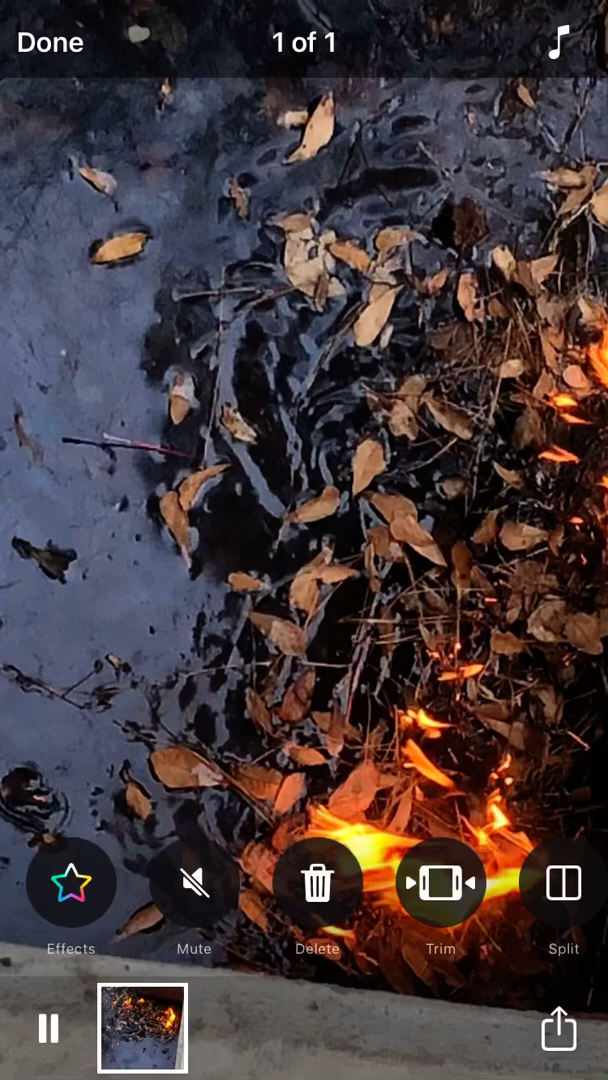 Done
1 of 1
Effects
Mute
Delete
Trim
Split